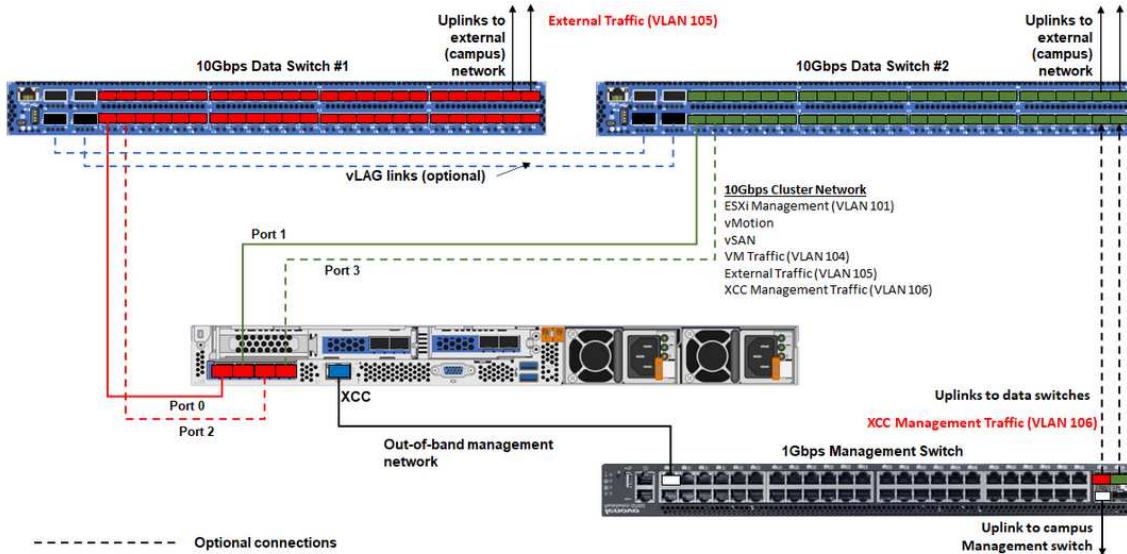 Uplinks to
external
(campus)
network
External Traffic (VLAN 105)
Uplinks to
external
(campus)
network
10Gbps Data Switch #1
10Gbps Data Switch #2
vLAG links (optional)
10Gbps Cluster Network
ESXi Management (VLAN 101)
vMotion
vSAN
VM Traffic (VLAN 104)
External Traffic (VLAN 105)
XCC Management Traffic (VLAN 106)
Port 1
Port 3
XCC
Port 0
Port 2
Uplinks to data switches
XCC Management Traffic (VLAN 106)
Out-of-band management
network
1Gbps Management Switch
Uplink to campus
Management switch
Optional connections